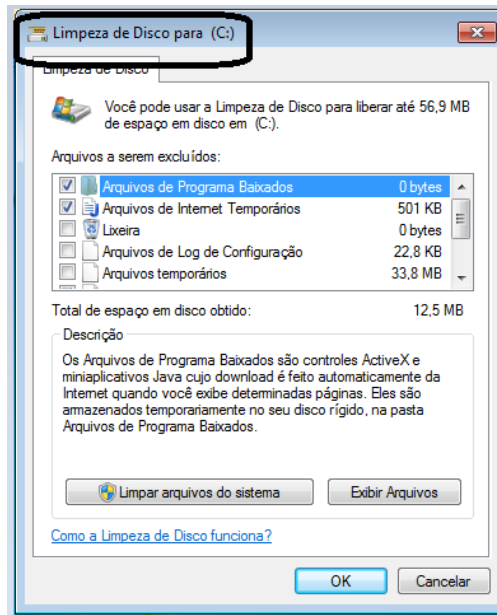 Limpeza de Disco para (C:)
Limpeza de Disco
Você pode usar a Limpeza de Disco para liberar até 56,9 MB
de espaço em disco em (C:).
Arquivos a serem excluídos:
Arquivos de Programa Baixados 0 bytes
Arquivos de Internet Temporários 501 KB
Lixeira 0 bytes
Arquivos de Log de Configuração 22,8 KB
Arquivos temporários 33,8 MB
Total de espaço em disco obtido: 12,5 MB
Descrição
Os Arquivos de Programa Baixados são controles ActiveX e
miniaplicativos Java cujo download é feito automaticamente da
Internet quando você exibe determinadas páginas. Eles são
armazenados temporariamente no seu disco rígido, na pasta
Arquivos de Programa Baixados.
Limpar arquivos do sistema Exibir Arquivos
Como a Limpeza de Disco funciona?
OK Cancelar